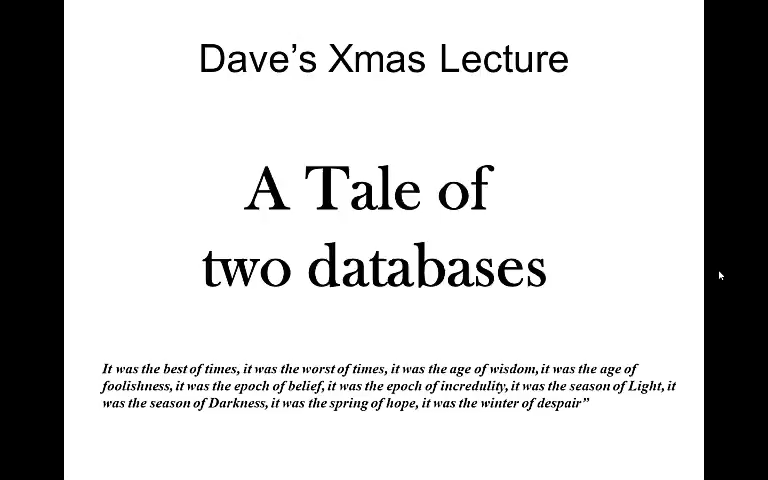 Dave’s Xmas Lecture
A Tale of
two databases
It was the best of times, it was the worst of times, it was the age of wisdom, it was the age of
foolishness, it was the epoch of belief, it was the epoch of incredulity, it was the season of Light, it
was the season of Darkness, it was the spring of hope, it was the winter of despair”